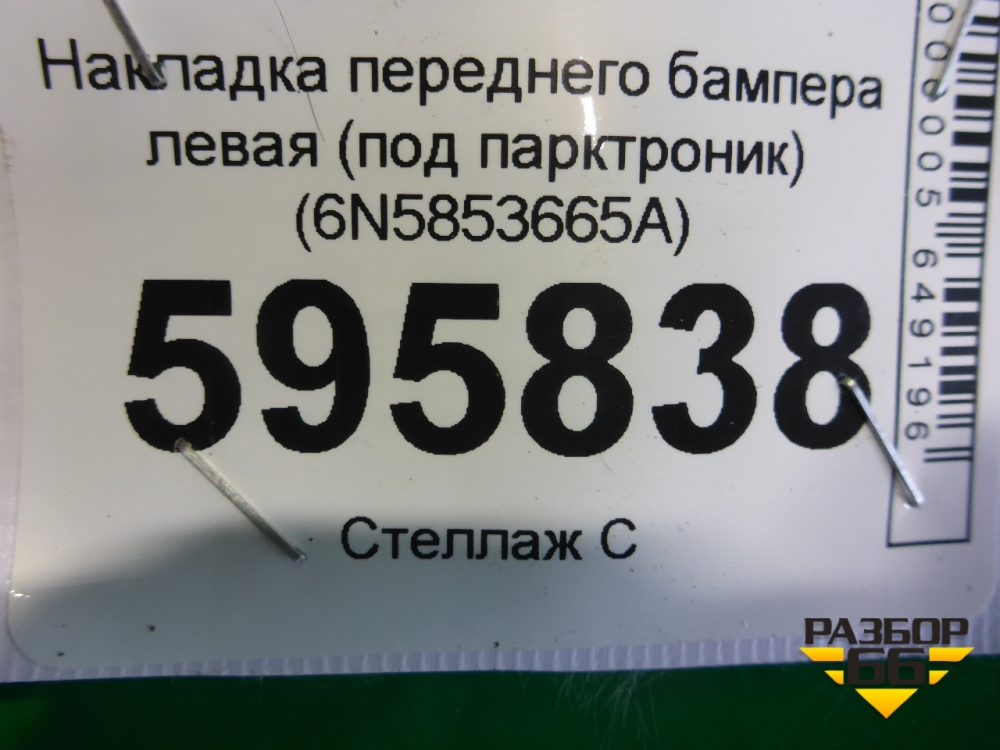 Накладка переднего бампера
левая (под парктроник)
(6N5853665A)
595838
Стеллаж С
РАЗБОР
66